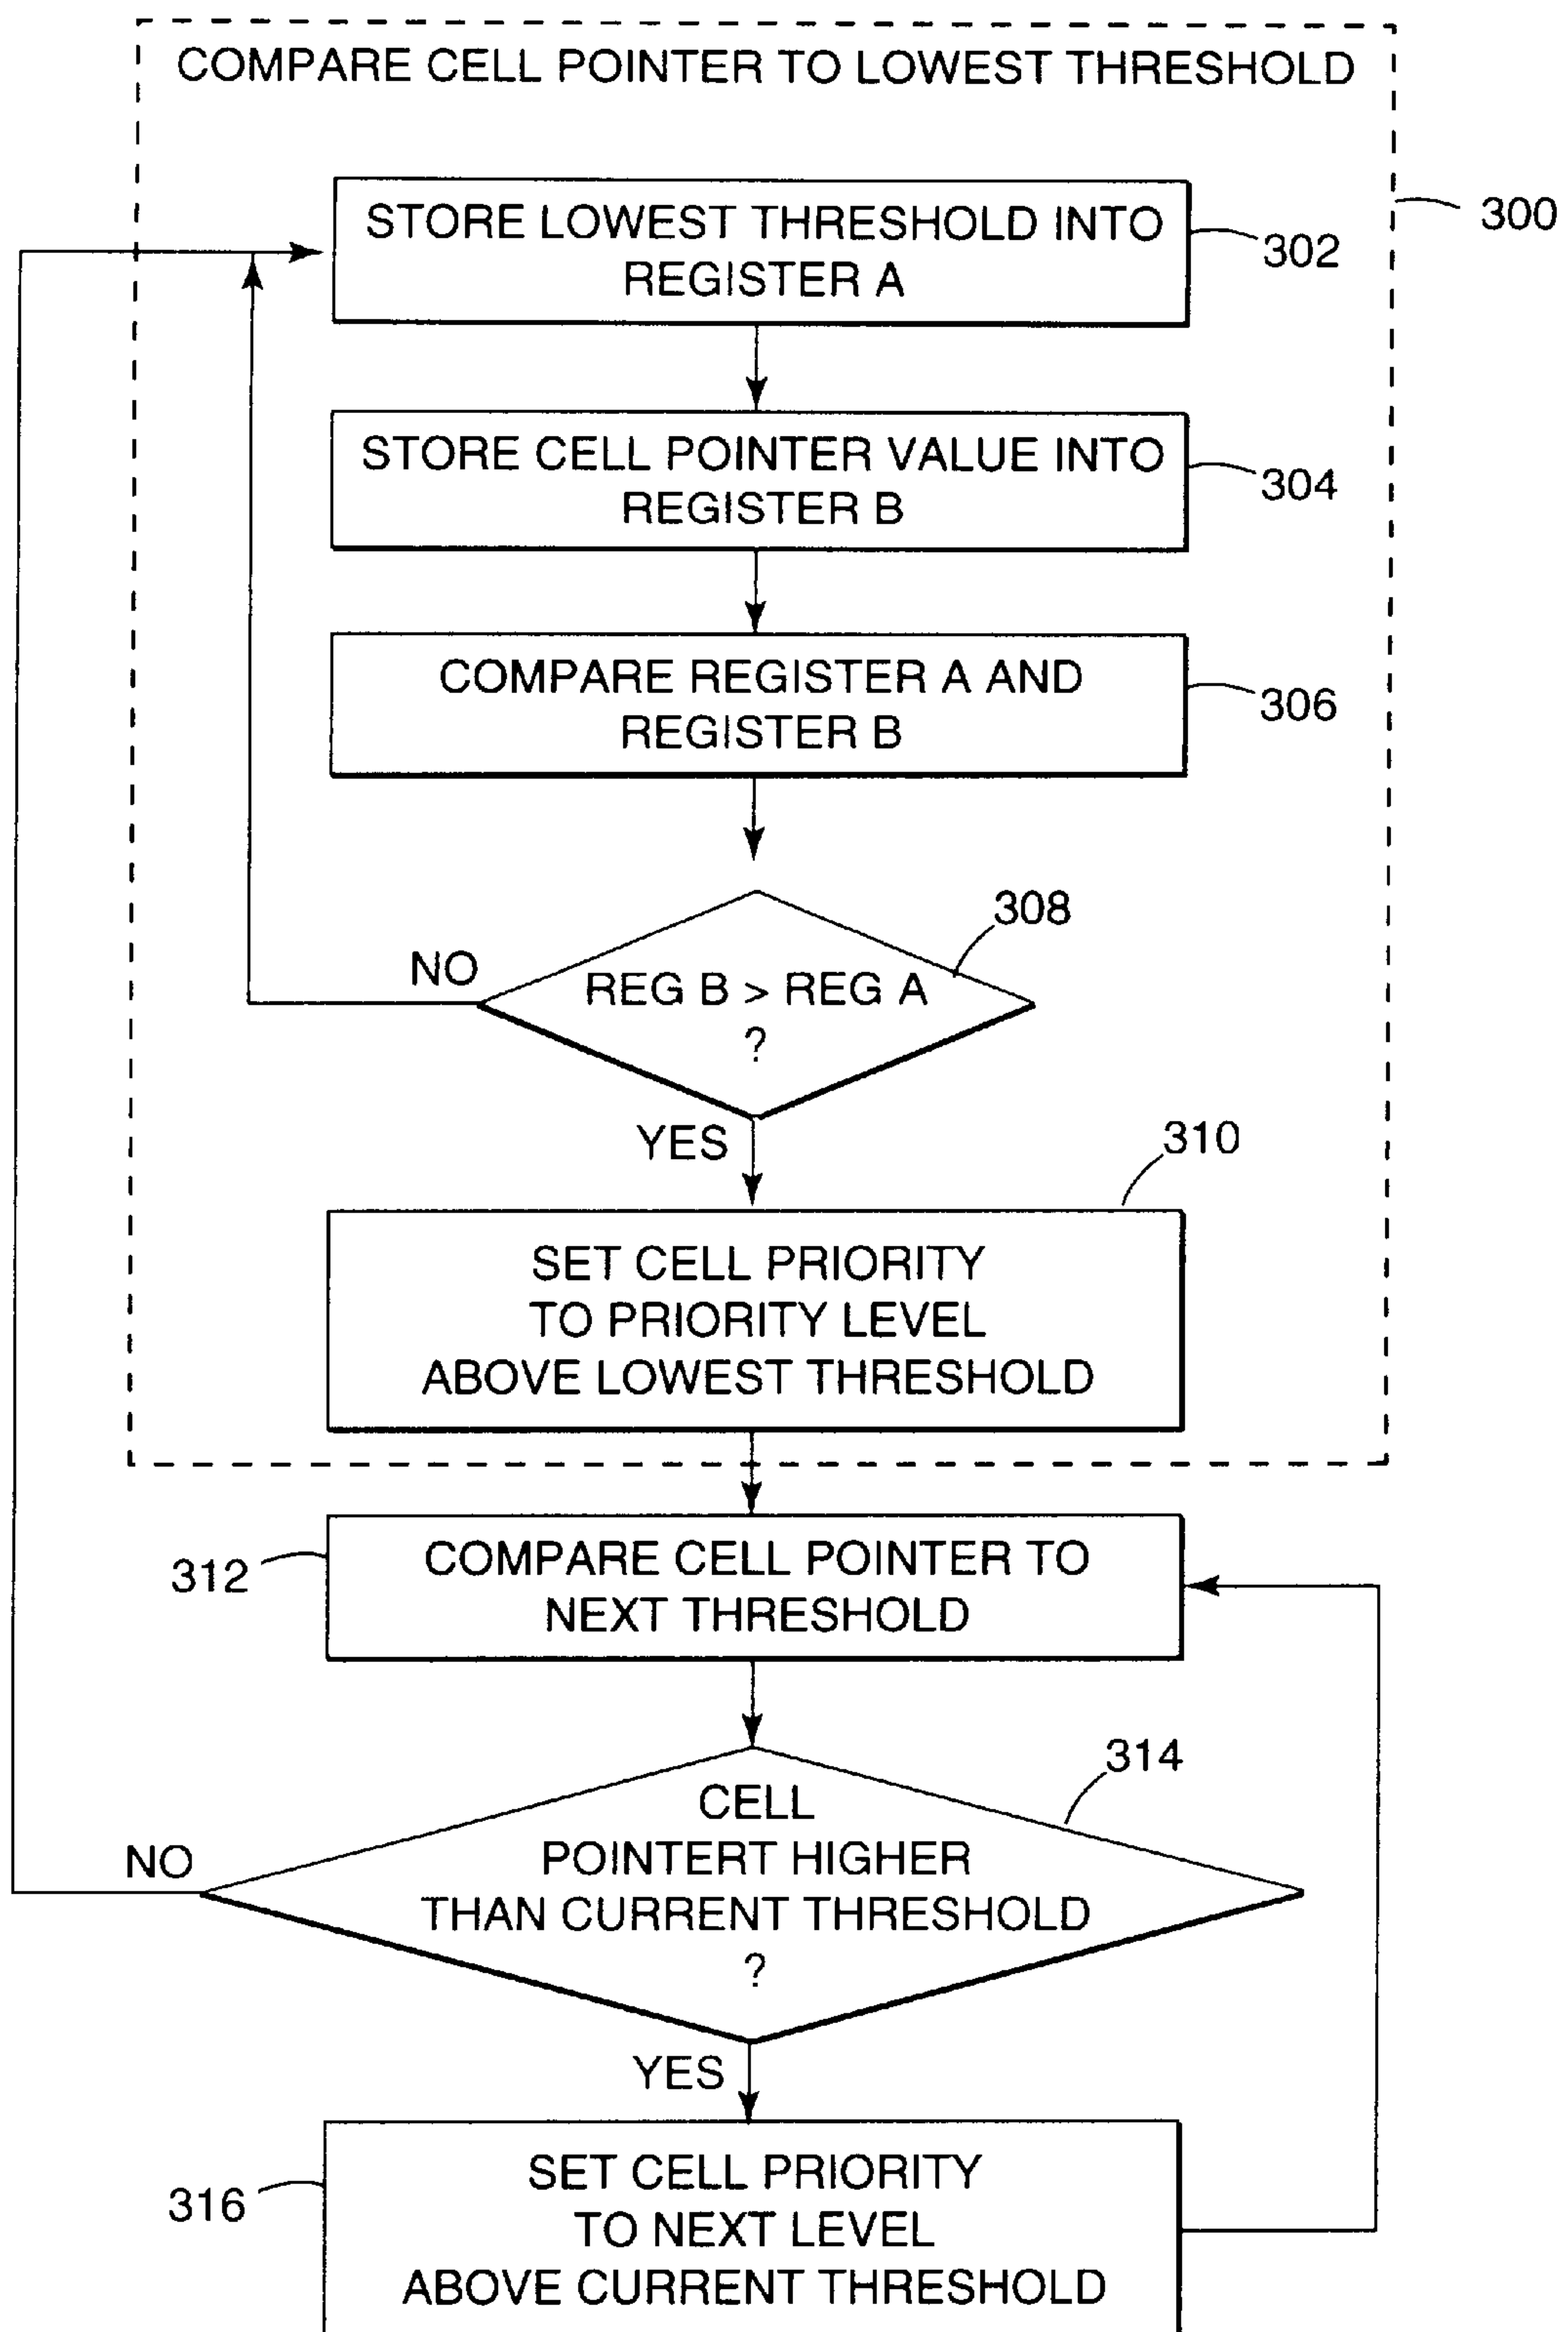 COMPARE CELL POINTER TO LOWEST THRESHOLD
300
STORE LOWEST THRESHOLD INTO
REGISTER A
302
STORE CELL POINTER VALUE INTO
REGISTER B
304
COMPARE REGISTER A AND
REGISTER B
306
308
NO
REG B > REG A
?
YES
310
SET CELL PRIORITY
TO PRIORITY LEVEL
ABOVE LOWEST THRESHOLD
312
COMPARE CELL POINTER TO
NEXT THRESHOLD
314
CELL
NO
POINTERT HIGHER
THAN CURRENT THRESHOLD
?
YES
316
SET CELL PRIORITY
TO NEXT LEVEL
ABOVE CURRENT THRESHOLD